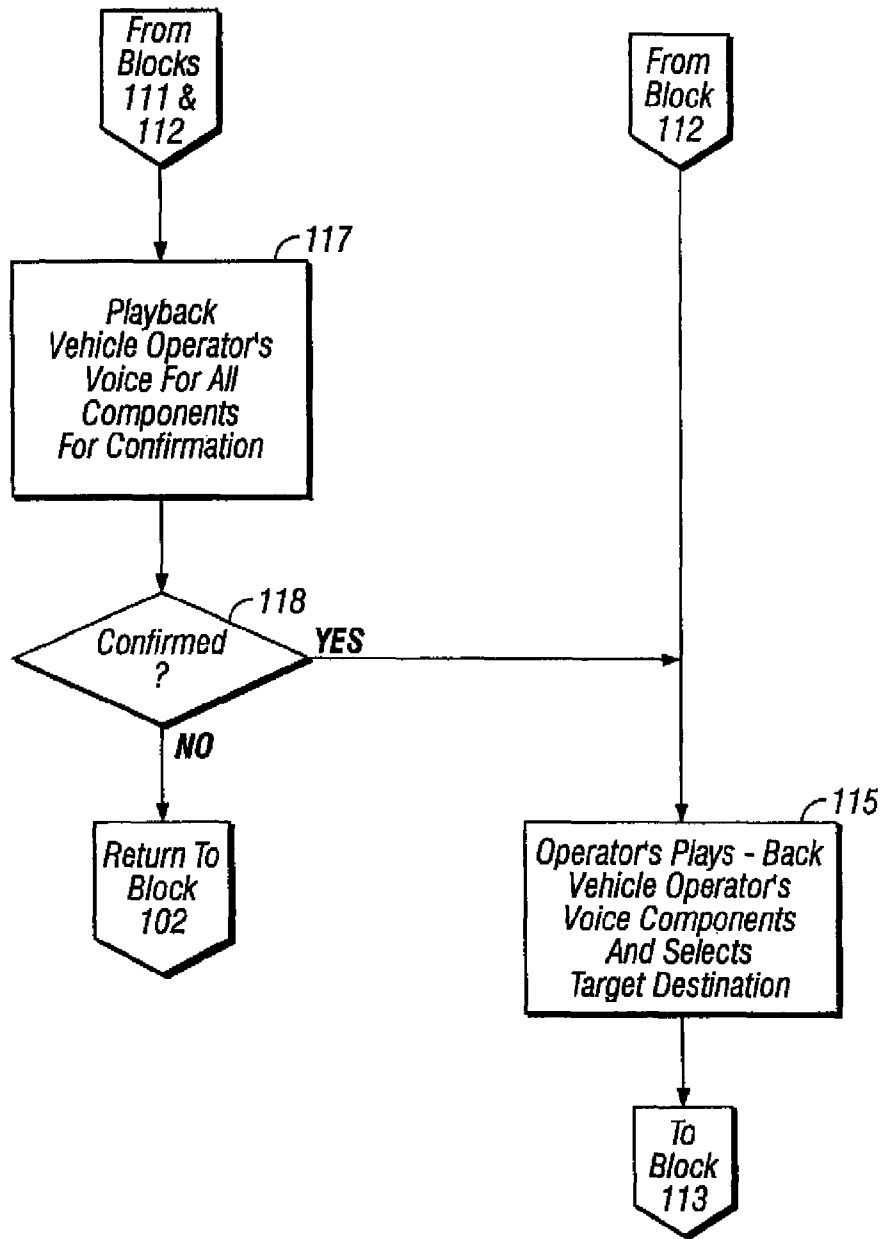 From
Blocks
111 &
112
From
Block
112
117
Playback
Vehicle Operator's
Voice For All
Components
For Confirmation
118
Confirmed
?
YES
NO
Return To
Block
102
115
Operator's Plays - Back
Vehicle Operator's
Voice Components
And Selects
Target Destination
To
Block
113